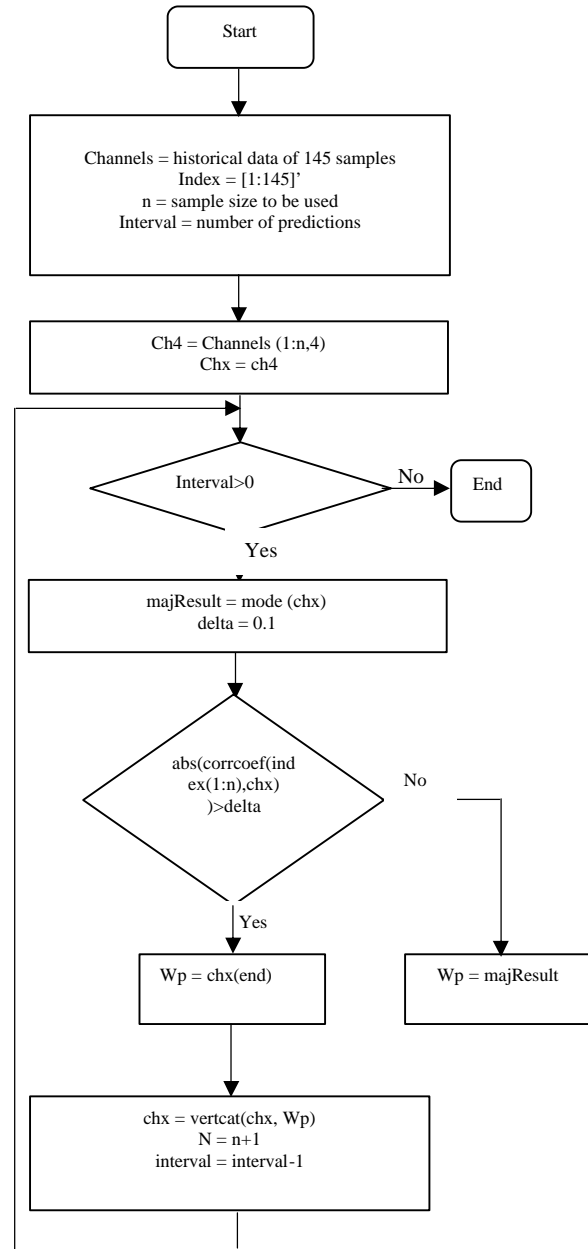 Start
Channels = historical data of 145 samples
Index = [1:145]’
n = sample size to be used
Interval = number of predictions
Ch4 = Channels (1:n,4)
Chx = ch4
Interval>0
No
End
Yes
majResult = mode (chx)
delta = 0.1
abs(corrcoef(ind
ex(1:n),chx)
)>delta
No
Yes
Wp = chx(end)
Wp = majResult
chx = vertcat(chx, Wp)
N = n+1
interval = interval-1